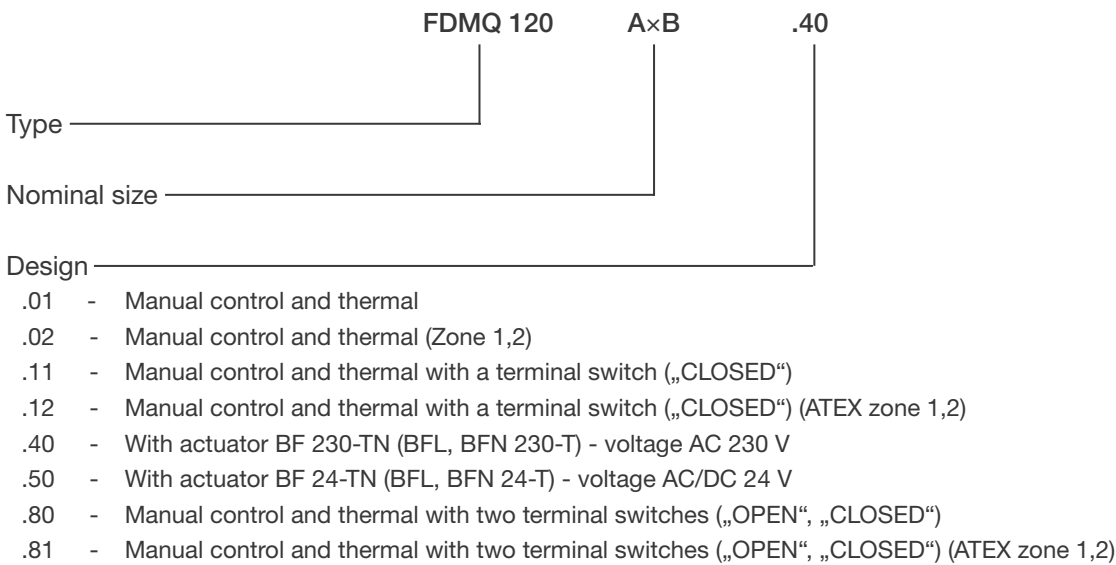 FDMQ 120 A×B .40
Type
Nominal size
Design
.01 - Manual control and thermal
.02 - Manual control and thermal (Zone 1,2)
.11 - Manual control and thermal with a terminal switch („CLOSED“)
.12 - Manual control and thermal with a terminal switch („CLOSED“) (ATEX zone 1,2)
.40 - With actuator BF 230-TN (BFL, BFN 230-T) - voltage AC 230 V
.50 - With actuator BF 24-TN (BFL, BFN 24-T) - voltage AC/DC 24 V
.80 - Manual control and thermal with two terminal switches („OPEN“, „CLOSED“)
.81 - Manual control and thermal with two terminal switches („OPEN“, „CLOSED“) (ATEX zone 1,2)